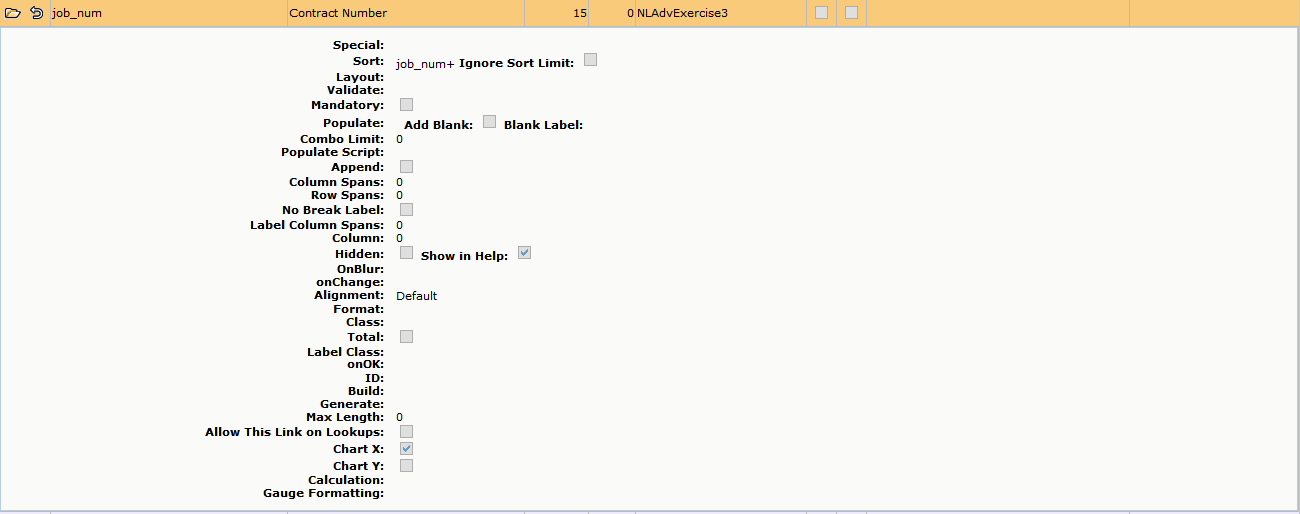 job_num Contract Number 15 0 NLAdvExercise3
Special:
Sort: job_num+ Ignore Sort Limit:
Layout:
Validate:
Mandatory:
Populate: Add Blank: Blank Label:
Combo Limit: 0
Populate Script:
Append:
Column Spans: 0
Row Spans: 0
No Break Label:
Label Column Spans: 0
Column: 0
Hidden: Show in Help:
OnBlur:
onChange:
Alignment: Default
Format:
Class:
Total:
Label Class:
onOK:
ID:
Build:
Generate:
Max Length: 0
Allow This Link on Lookups:
Chart X:
Chart Y:
Calculation:
Gauge Formatting: